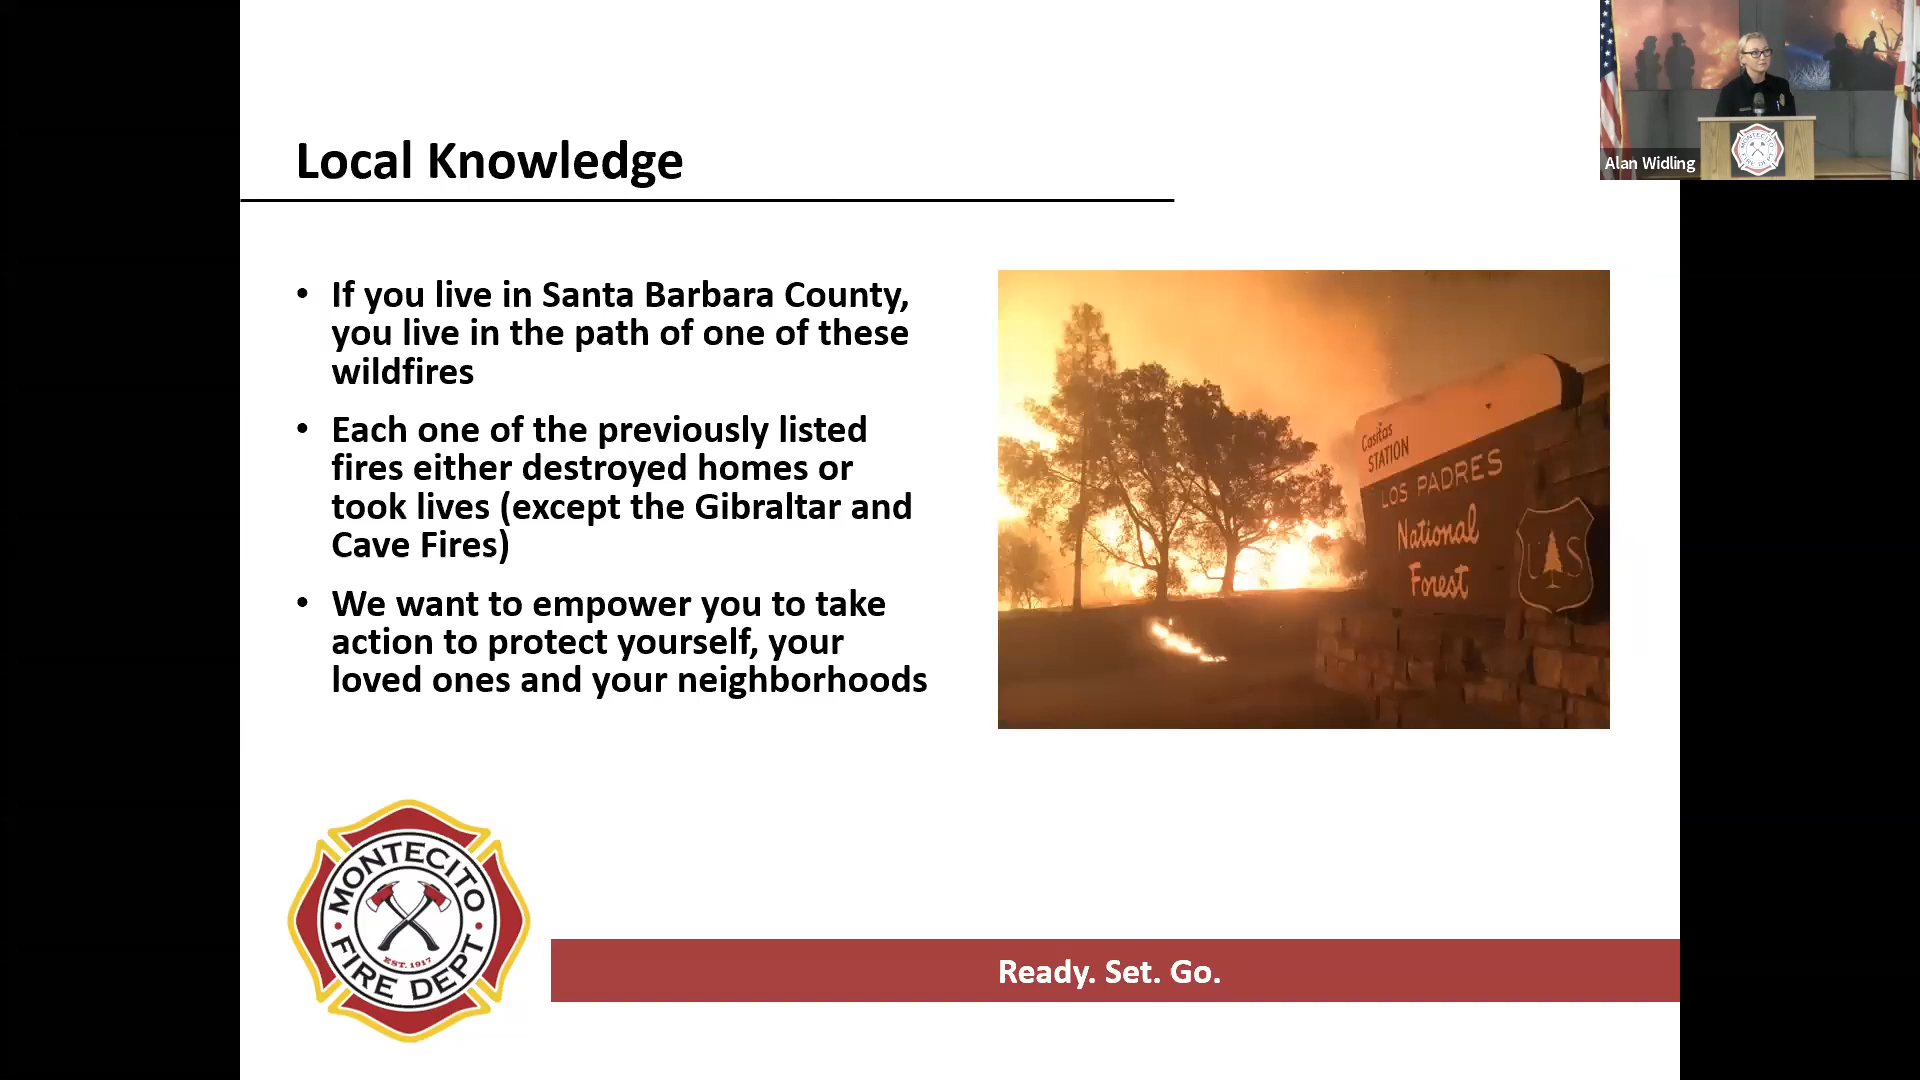 Local Knowledge
Alan Widling
MONTECITO
FIRE DEPT
• If you live in Santa Barbara County,
you live in the path of one of these
wildfires
• Each one of the previously listed
fires either destroyed homes or
took lives (except the Gibraltar and
Cave Fires)
• We want to empower you to take
action to protect yourself, your
loved ones and your neighborhoods
Casitas
STATION
LOS PADRES
National
Forest
U S
MONTECITO
EST. 1917
FIRE DEPT
Ready. Set. Go.